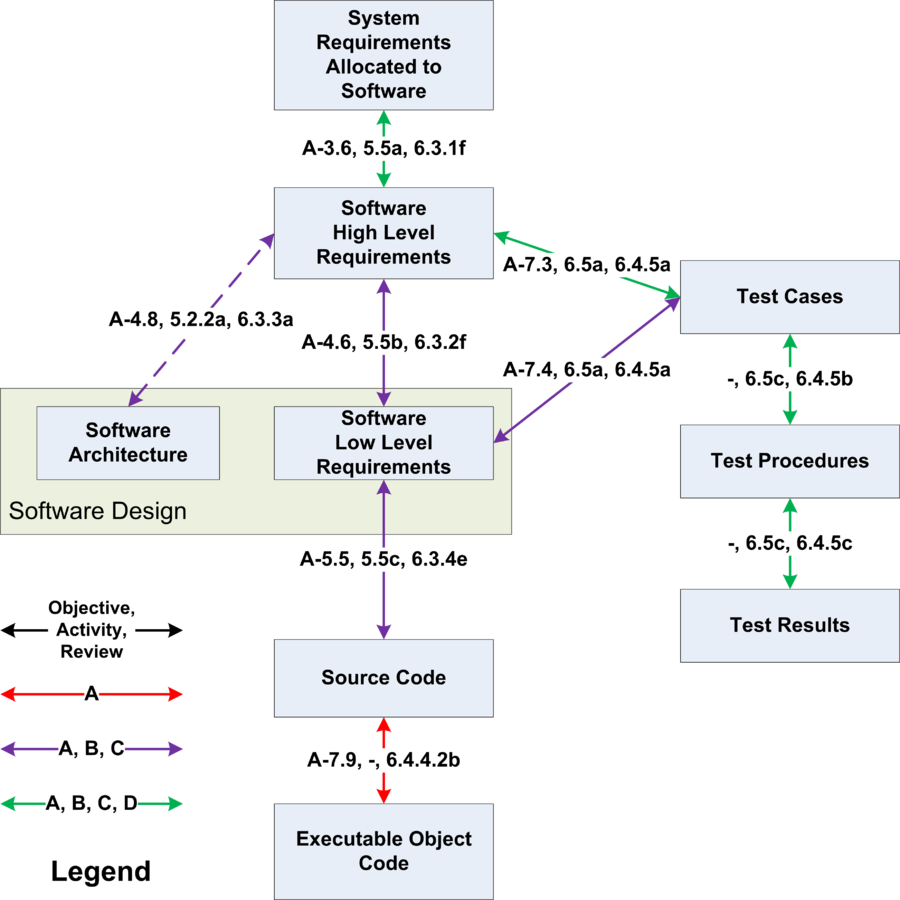 System
Requirements
Allocated to
Software
A-3.6, 5.5a, 6.3.1f
Software
High Level
Requirements
A-7.3, 6.5a, 6.4.5a
Test Cases
A-4.8, 5.2.2a, 6.3.3a
A-4.6, 5.5b, 6.3.2f
A-7.4, 6.5a, 6.4.5a
-, 6.5c, 6.4.5b
Software
Architecture
Software
Low Level
Requirements
Test Procedures
Software Design
-, 6.5c, 6.4.5c
A-5.5, 5.5c, 6.3.4e
Test Results
Objective,
Activity,
Review
Source Code
A
A, B, C
A-7.9, -, 6.4.4.2b
A, B, C, D
Executable Object
Code
Legend